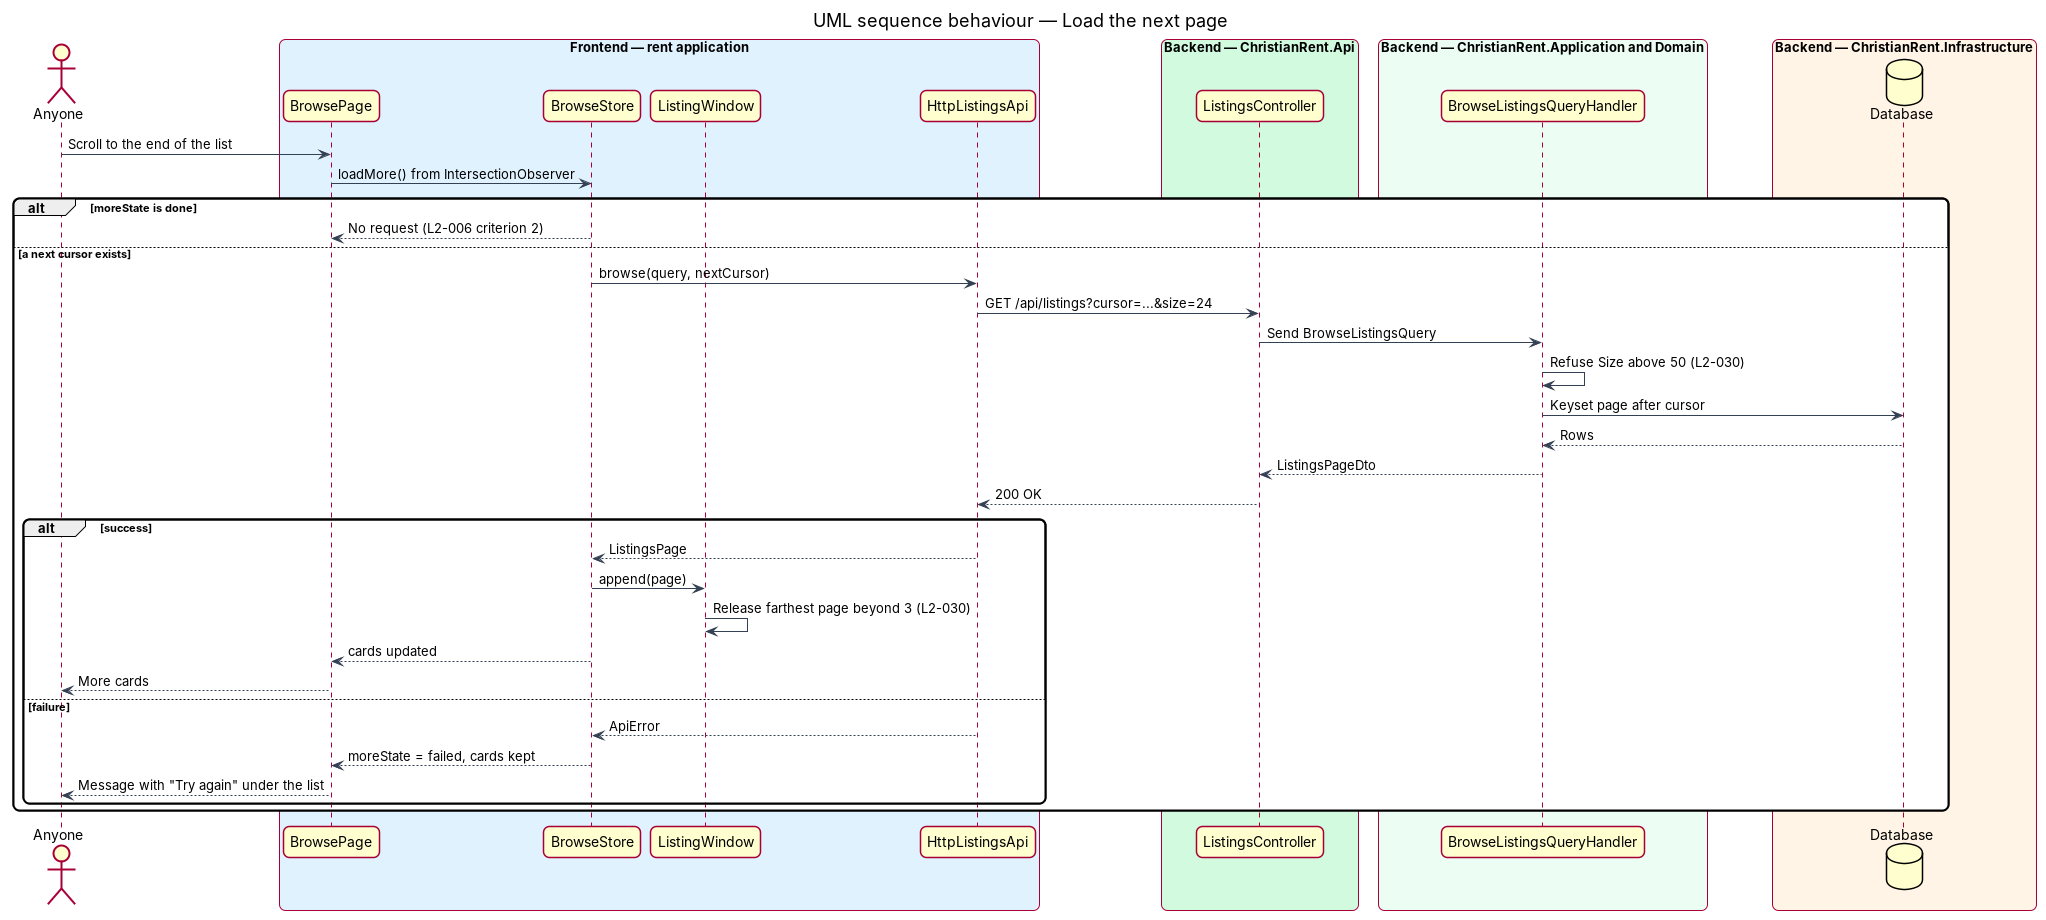 UML sequence behaviour — Load the next page
Frontend — rent application
Backend — ChristianRent.Api
Backend — ChristianRent.Application and Domain
Backend — ChristianRent.Infrastructure
Anyone
BrowsePage
BrowseStore
ListingWindow
HttpListingsApi
ListingsController
BrowseListingsQueryHandler
Database
Scroll to the end of the list
loadMore() from IntersectionObserver
alt
[moreState is done]
No request (L2-006 criterion 2)
[a next cursor exists]
browse(query, nextCursor)
GET /api/listings?cursor=...&size=24
Send BrowseListingsQuery
Refuse Size above 50 (L2-030)
Keyset page after cursor
Rows
ListingsPageDto
200 OK
alt
[success]
ListingsPage
append(page)
Release farthest page beyond 3 (L2-030)
cards updated
More cards
[failure]
ApiError
moreState = failed, cards kept
Message with "Try again" under the list
Anyone
BrowsePage
BrowseStore
ListingWindow
HttpListingsApi
ListingsController
BrowseListingsQueryHandler
Database